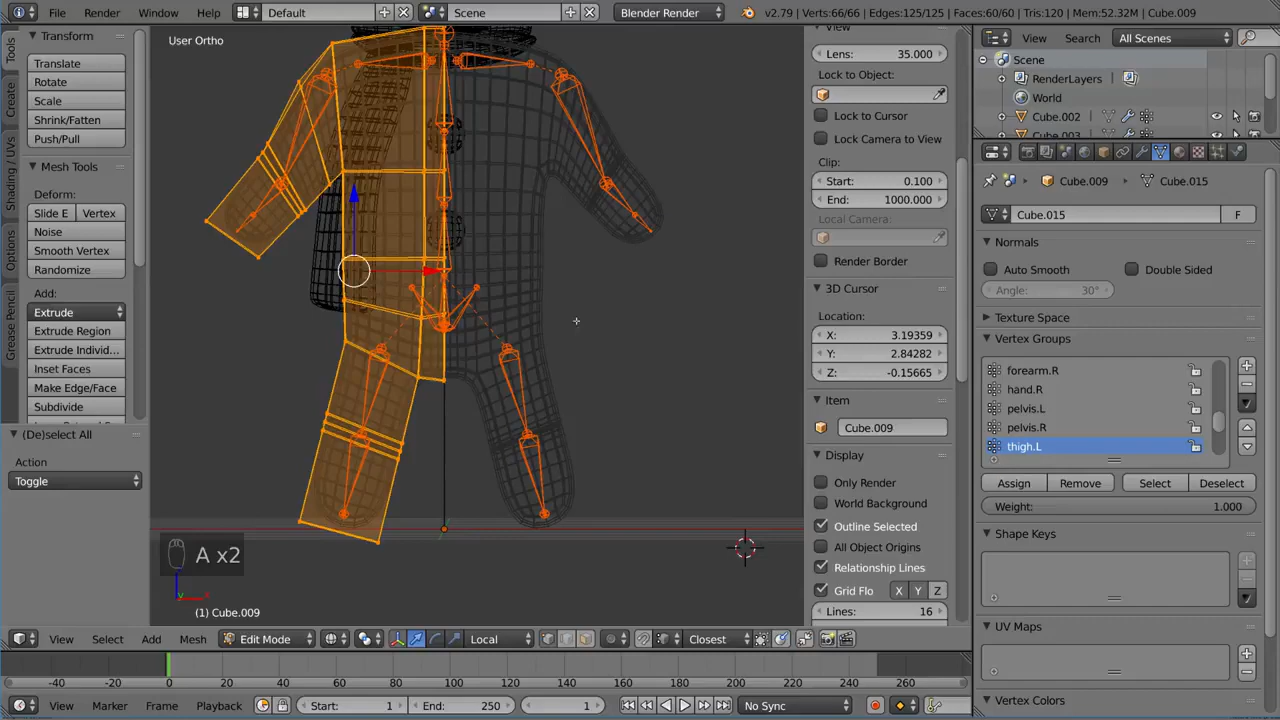 File Render Window Help Default Scene Blender Render v2.79 | Verts:66/66 | Edges:125/125 | Faces:60/60 | Tris:120 | Mem:52.32M | Cube.009
Tools
Create
Shading / UVs
Options
Grease Pencil
Transform
Translate
Rotate
Scale
Shrink/Fatten
Push/Pull
Mesh Tools
Deform:
Slide E Vertex
Noise
Smooth Vertex
Randomize
Add:
Extrude
Extrude Region
Extrude Individ...
Inset Faces
Make Edge/Face
Subdivide
(De)select All
Action
Toggle
User Ortho
A x2
(1) Cube.009
View
Lens: 35.000
Lock to Object:
Lock to Cursor
Lock Camera to View
Clip:
Start: 0.100
End: 1000.000
Local Camera:
Render Border
3D Cursor
Location:
X: 3.19359
Y: 2.84282
Z: -0.15665
Item
Cube.009
Display
Only Render
World Background
Outline Selected
All Object Origins
Relationship Lines
Grid Flo X Y Z
Lines: 16
View Search All Scenes
Scene
RenderLayers
World
Cube.002
Cube.003
Cube.009 Cube.015
Cube.015 F
Normals
Auto Smooth Double Sided
Angle: 30°
Texture Space
Vertex Groups
forearm.R
hand.R
pelvis.L
pelvis.R
thigh.L
Assign Remove Select Deselect
Weight: 1.000
Shape Keys
UV Maps
Vertex Colors
View Select Add Mesh Edit Mode Local Closest
-40 -20 0 20 40 60 80 100 120 140 160 180 200 220 240 260
View Marker Frame Playback Start: 1 End: 250 1 No Sync